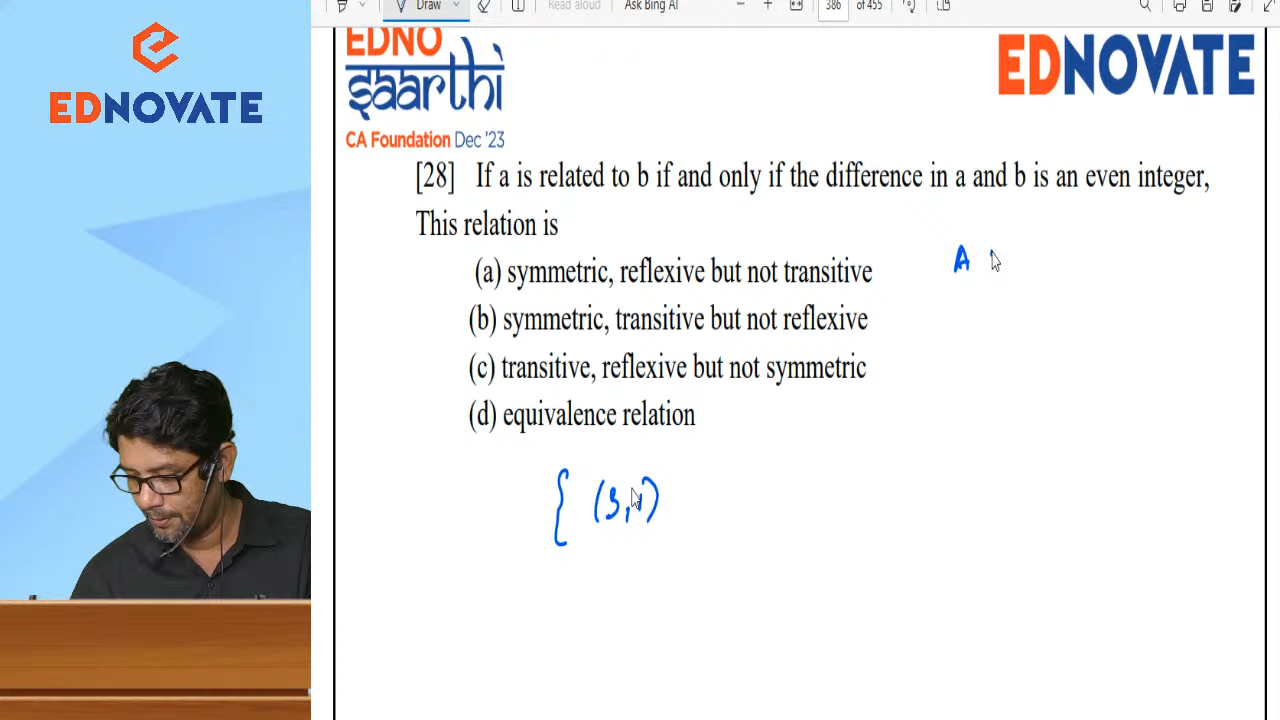 Draw
Read aloud
Ask Bing AI
386 of 455
EDNOVATE
EDNO
saarthi
CA Foundation Dec '23
EDNOVATE
[28] If a is related to b if and only if the difference in a and b is an even integer,
This relation is
(a) symmetric, reflexive but not transitive
A
(b) symmetric, transitive but not reflexive
(c) transitive, reflexive but not symmetric
(d) equivalence relation
{ (3,1)